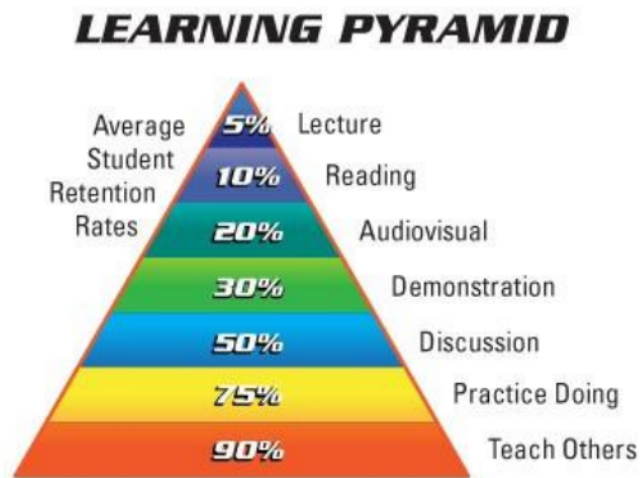 LEARNING PYRAMID
Average
Student
Retention
Rates
5% Lecture
10% Reading
20% Audiovisual
30% Demonstration
50% Discussion
75% Practice Doing
90% Teach Others